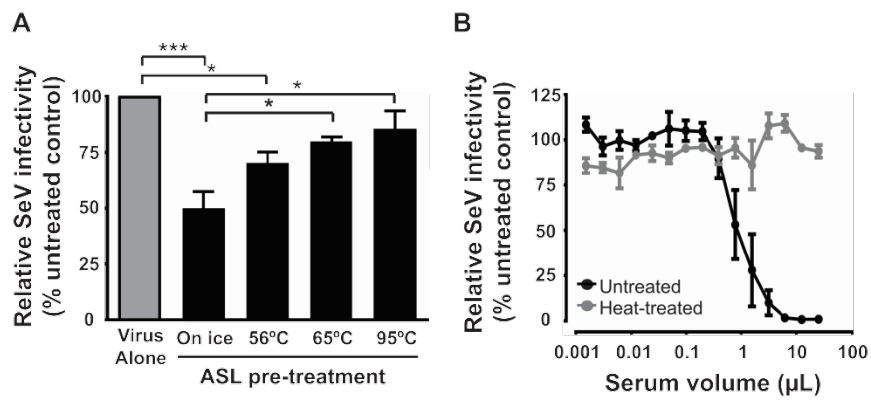 A
***
*
*
*
Relative SeV infectivity
(% untreated control)
100
75
50
25
0
Virus
Alone
On ice
56ºC
65ºC
95ºC
ASL pre-treatment
B
Relative SeV infectivity
(% untreated control)
125
100
75
50
25
0
Untreated
Heat-treated
0.001
0.01
0.1
1
10
100
Serum volume (µL)